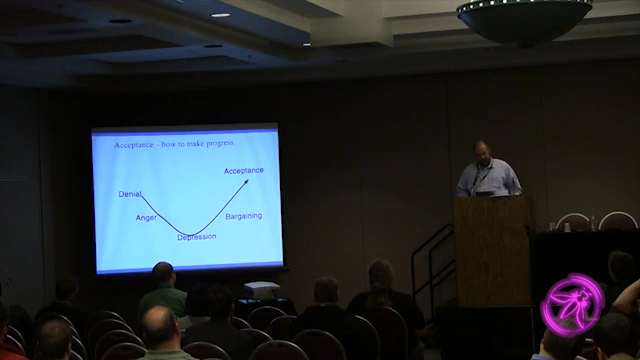 Acceptance – how to make progress
Acceptance
Denial
Anger
Bargaining
Depression